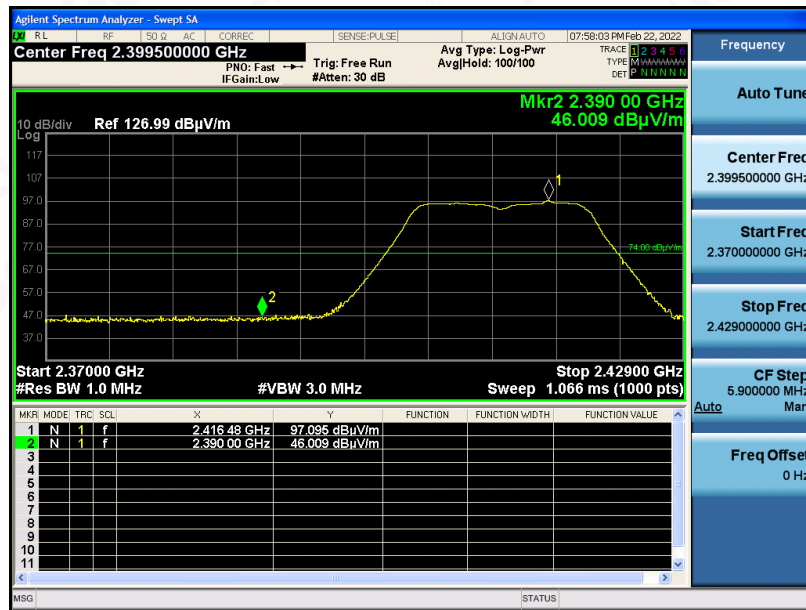 Agilent Spectrum Analyzer - Swept SA
LXI RL RF 50 Ω AC CORREC SENSE:PULSE ALIGN AUTO 07:58:03 PM Feb 22, 2022
Center Freq 2.399500000 GHz
PNO: Fast
IFGain:Low
Trig: Free Run
#Atten: 30 dB
Avg Type: Log-Pwr
Avg|Hold: 100/100
TRACE 1 2 3 4 5 6
TYPE M WWWWW
DET P N N N N N
Mkr2 2.390 00 GHz
46.009 dBµV/m
10 dB/div Ref 126.99 dBµV/m
Log
117
107
97.0
87.0
77.0
67.0
57.0
47.0
37.0
1
74.00 dBµV/m
2
Start 2.37000 GHz Stop 2.42900 GHz
#Res BW 1.0 MHz #VBW 3.0 MHz Sweep 1.066 ms (1000 pts)
MKR MODE TRC SCL X Y FUNCTION FUNCTION WIDTH FUNCTION VALUE
1 N 1 f 2.416 48 GHz 97.095 dBµV/m
2 N 1 f 2.390 00 GHz 46.009 dBµV/m
3
4
5
6
7
8
9
10
11
MSG STATUS
Frequency
Auto Tune
Center Freq
2.399500000 GHz
Start Freq
2.370000000 GHz
Stop Freq
2.429000000 GHz
CF Step
5.900000 MHz
Auto Man
Freq Offset
0 Hz